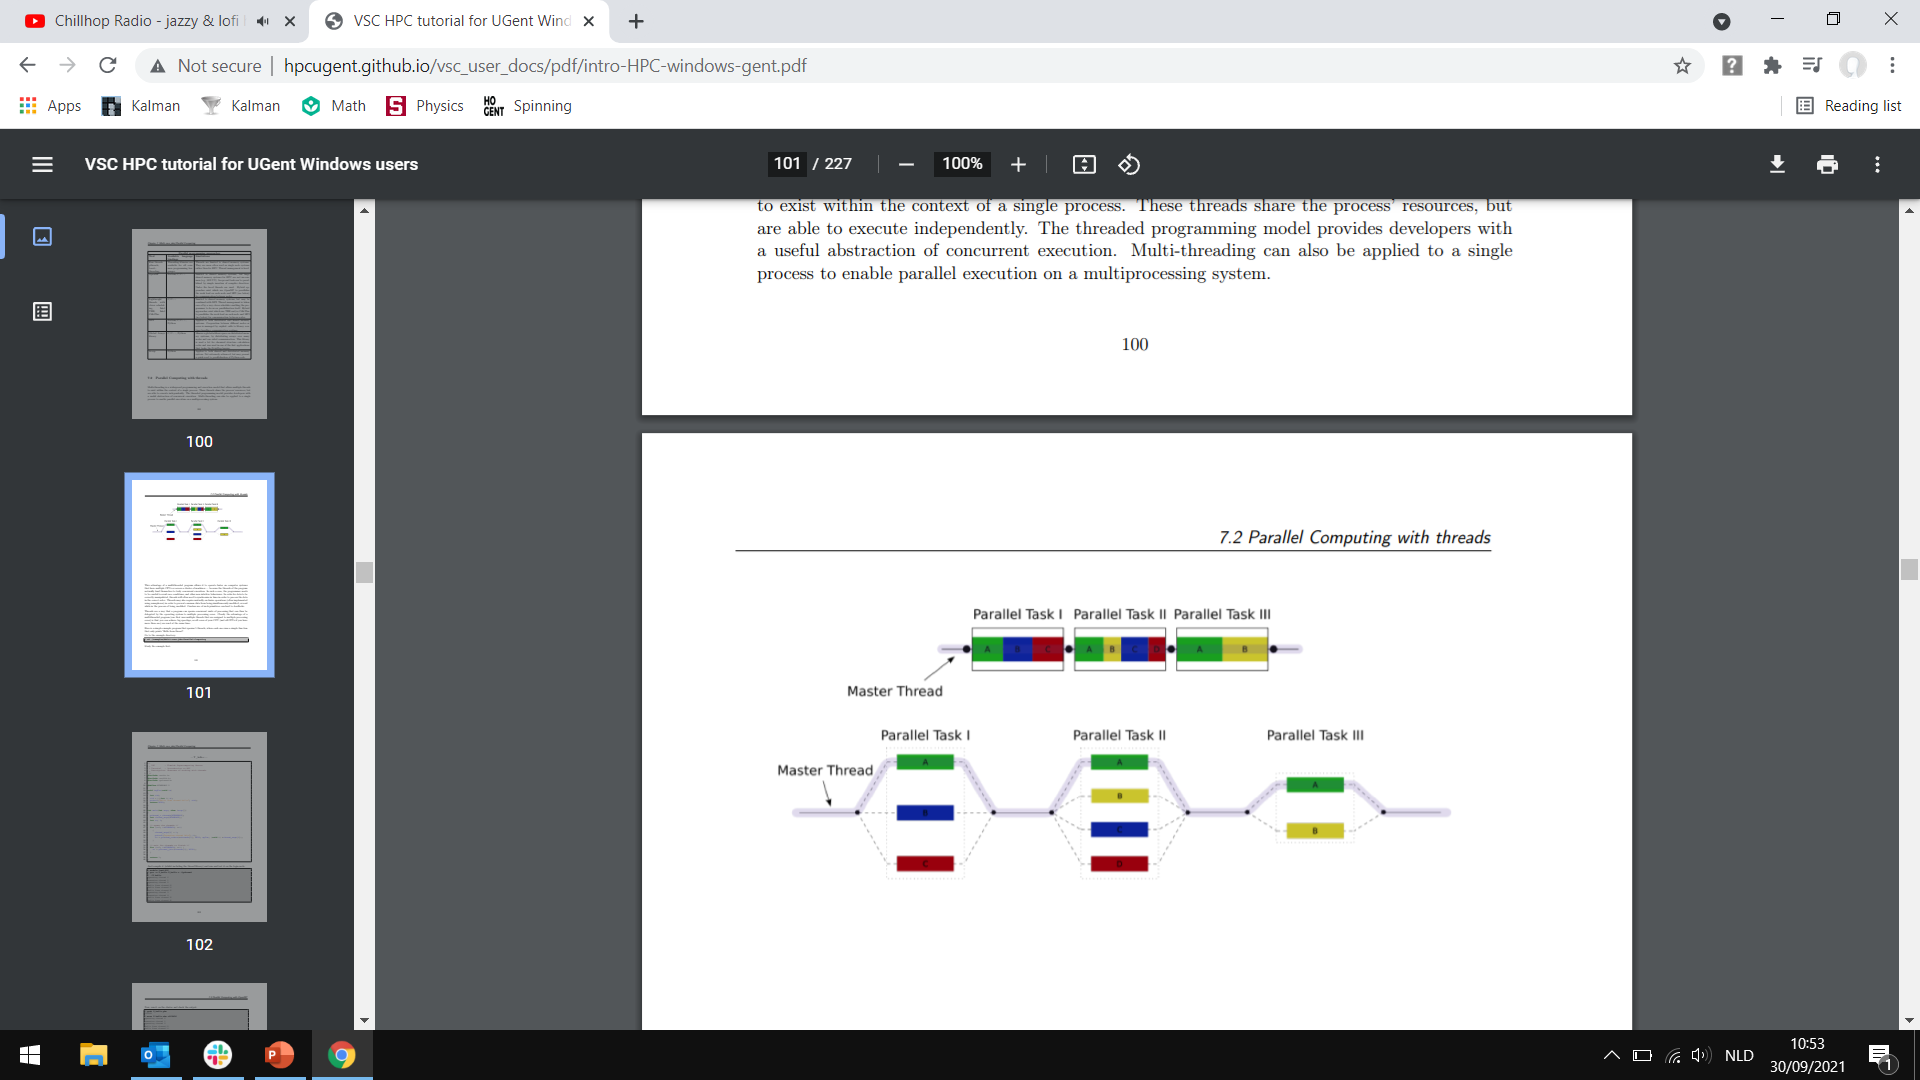 Chillhop Radio - jazzy & lofi
VSC HPC tutorial for UGent Wind
Not secure
hpcugent.github.io/vsc_user_docs/pdf/intro-HPC-windows-gent.pdf
Apps
Kalman
Kalman
Math
S Physics
HO GENT Spinning
Reading list
VSC HPC tutorial for UGent Windows users
101 / 227
100%
100
101
102
to exist within the context of a single process. These threads share the process' resources, but
are able to execute independently. The threaded programming model provides developers with
a useful abstraction of concurrent execution. Multi-threading can also be applied to a single
process to enable parallel execution on a multiprocessing system.
100
7.2 Parallel Computing with threads
Parallel Task I Parallel Task II Parallel Task III
A B C A B C D A B
Master Thread
Parallel Task I Parallel Task II Parallel Task III
Master Thread
A A A
B B
B C B
C D
NLD
10:53
30/09/2021
1